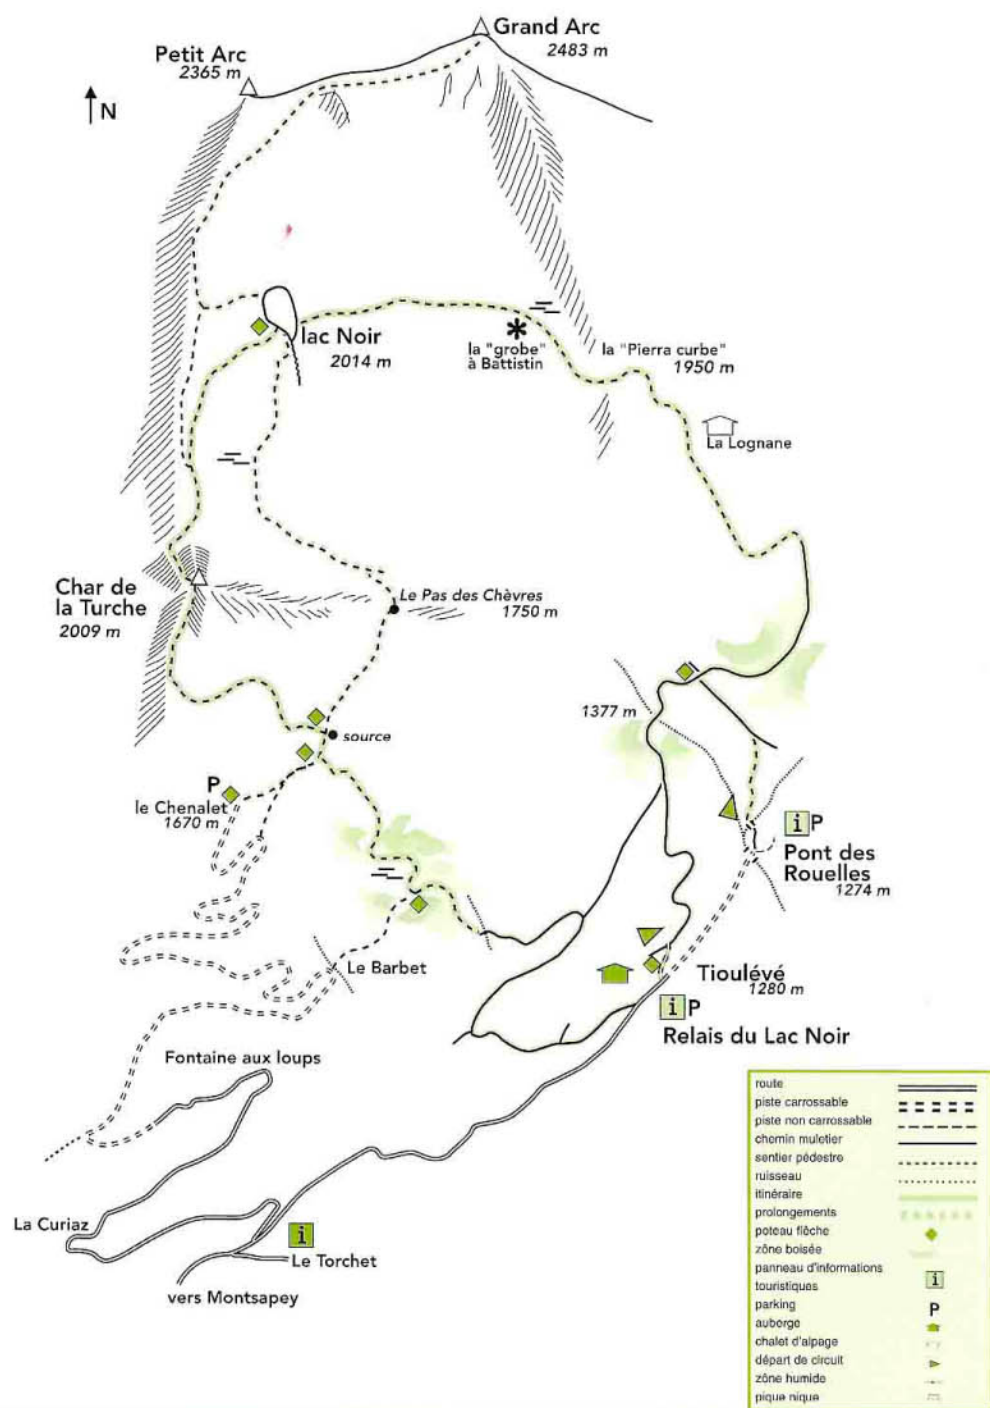 Grand Arc
2483 m
Petit Arc
2365 m
N
lac Noir
2014 m
la "grobe"
à Battistin
la "Pierra curbe"
1950 m
La Lognane
Char de
la Turche
2009 m
Le Pas des Chèvres
1750 m
1377 m
source
P
le Chenalet
1670 m
i P
Pont des
Rouelles
1274 m
Le Barbet
Tioulévé
1280 m
i P
Relais du Lac Noir
Fontaine aux loups
La Curiaz
i
Le Torchet
vers Montsapey
route
piste carrossable
piste non carrossable
chemin muletier
sentier pédestre
ruisseau
itinéraire
prolongements
poteau flèche
zône boisée
panneau d'informations
touristiques
i
parking P
auberge
chalet d'alpage
départ de circuit
zône humide
pique nique